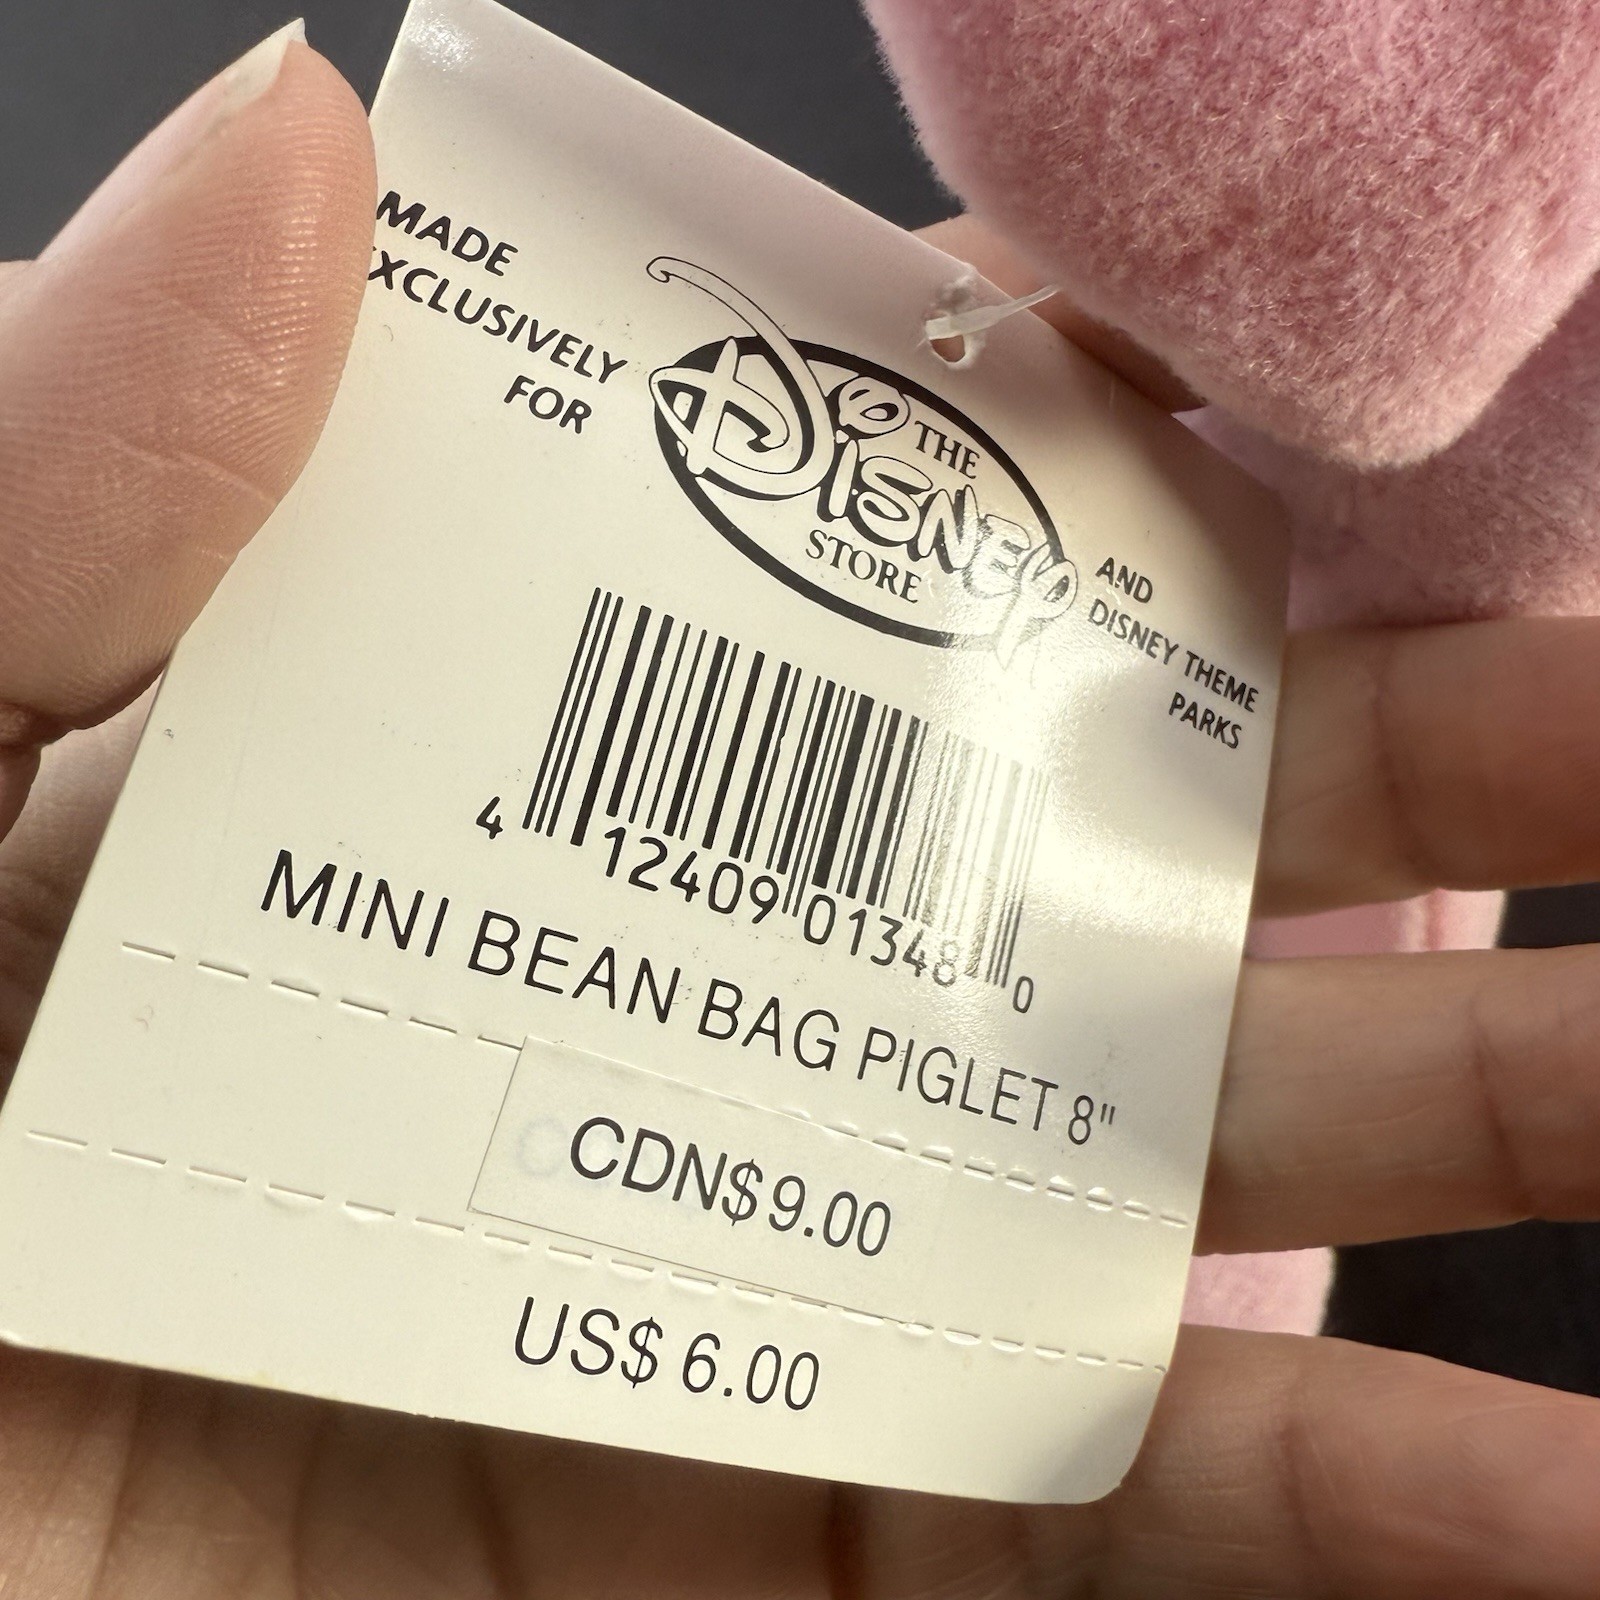 MADE
EXCLUSIVELY
FOR
THE
Disney
STORE
AND
DISNEY THEME
PARKS
4 12409 01348 0
MINI BEAN BAG PIGLET 8"
CDN$9.00
US$ 6.00